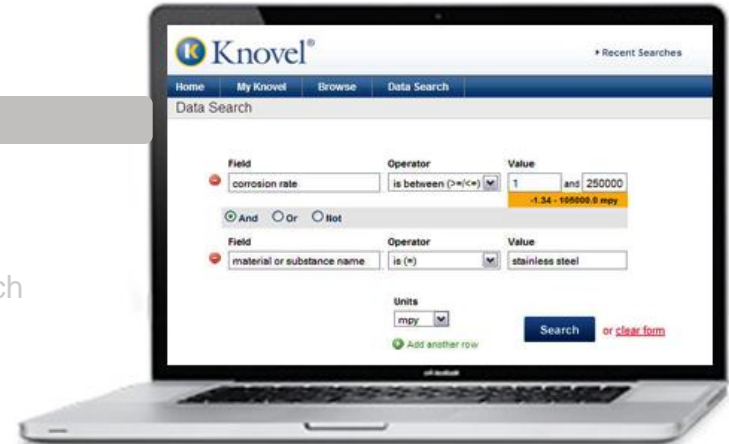 Knovel®
Recent Searches
Home My Knovel Browse Data Search
Data Search
Field Operator Value
corrosion rate is between (>=/<=) 1 and 250000
-1.34 - 105000.0 mpy
And Or Not
Field Operator Value
material or substance name is (=) stainless steel
ch
Units
mpy
Search or clear form
Add another row